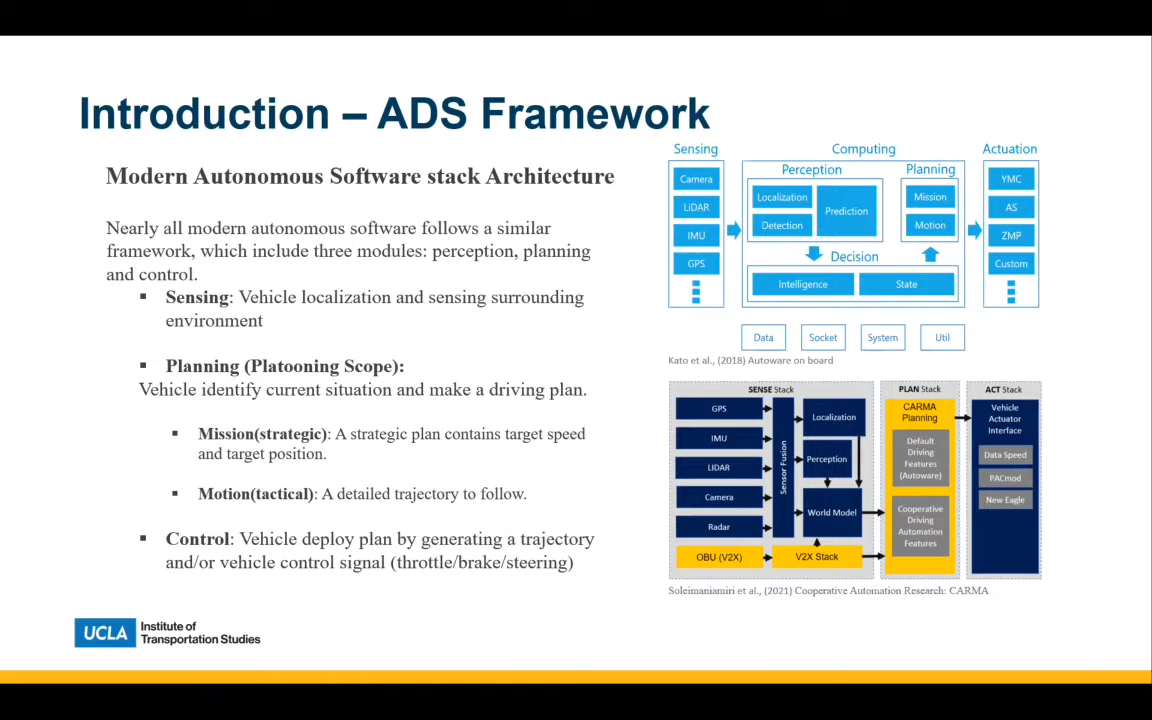 Introduction – ADS Framework
Modern Autonomous Software stack Architecture
Nearly all modern autonomous software follows a similar
framework, which include three modules: perception, planning
and control.
▪ Sensing: Vehicle localization and sensing surrounding
environment
▪ Planning (Platooning Scope):
Vehicle identify current situation and make a driving plan.
▪ Mission(strategic): A strategic plan contains target speed
and target position.
▪ Motion(tactical): A detailed trajectory to follow.
▪ Control: Vehicle deploy plan by generating a trajectory
and/or vehicle control signal (throttle/brake/steering)
Sensing
Camera
LiDAR
IMU
GPS
Computing
Perception
Localization
Detection
Prediction
Planning
Mission
Motion
Decision
Intelligence
State
Actuation
YMC
AS
ZMP
Custom
Data
Socket
System
Util
Kato et al., (2018) Autoware on board
SENSE Stack
GPS
IMU
LIDAR
Camera
Radar
OBU (V2X)
Sensor Fusion
Localization
Perception
World Model
V2X Stack
PLAN Stack
CARMA
Planning
Default
Driving
Features
(Autoware)
Cooperative
Driving
Automation
Features
ACT Stack
Vehicle
Actuator
Interface
Data Speed
PACmod
New Eagle
Soleimaniamiri et al., (2021) Cooperative Automation Research: CARMA
UCLA
Institute of
Transportation Studies